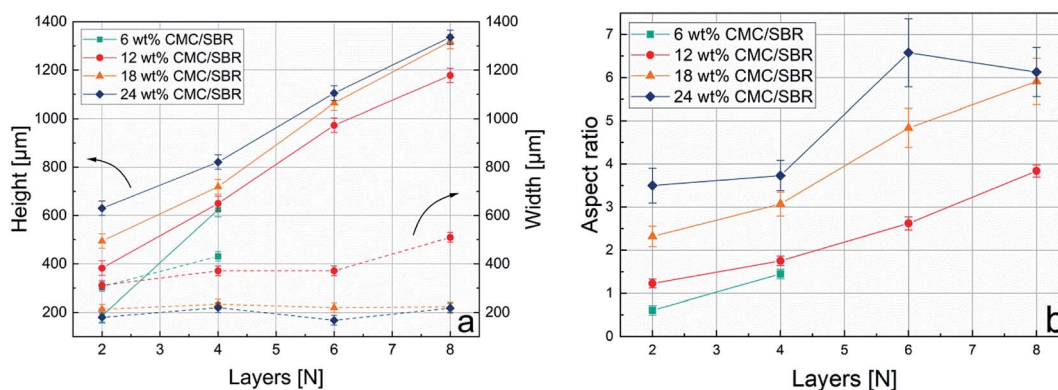 1400
1200
1000
800
600
400
200
Height [µm]
6 wt% CMC/SBR
12 wt% CMC/SBR
18 wt% CMC/SBR
24 wt% CMC/SBR
1400
1200
1000
800
600
400
200
Width [µm]
a
2 3 4 5 6 7 8
Layers [N]
7
6
5
4
3
2
1
0
Aspect ratio
6 wt% CMC/SBR
12 wt% CMC/SBR
18 wt% CMC/SBR
24 wt% CMC/SBR
b
2 3 4 5 6 7 8
Layers [N]